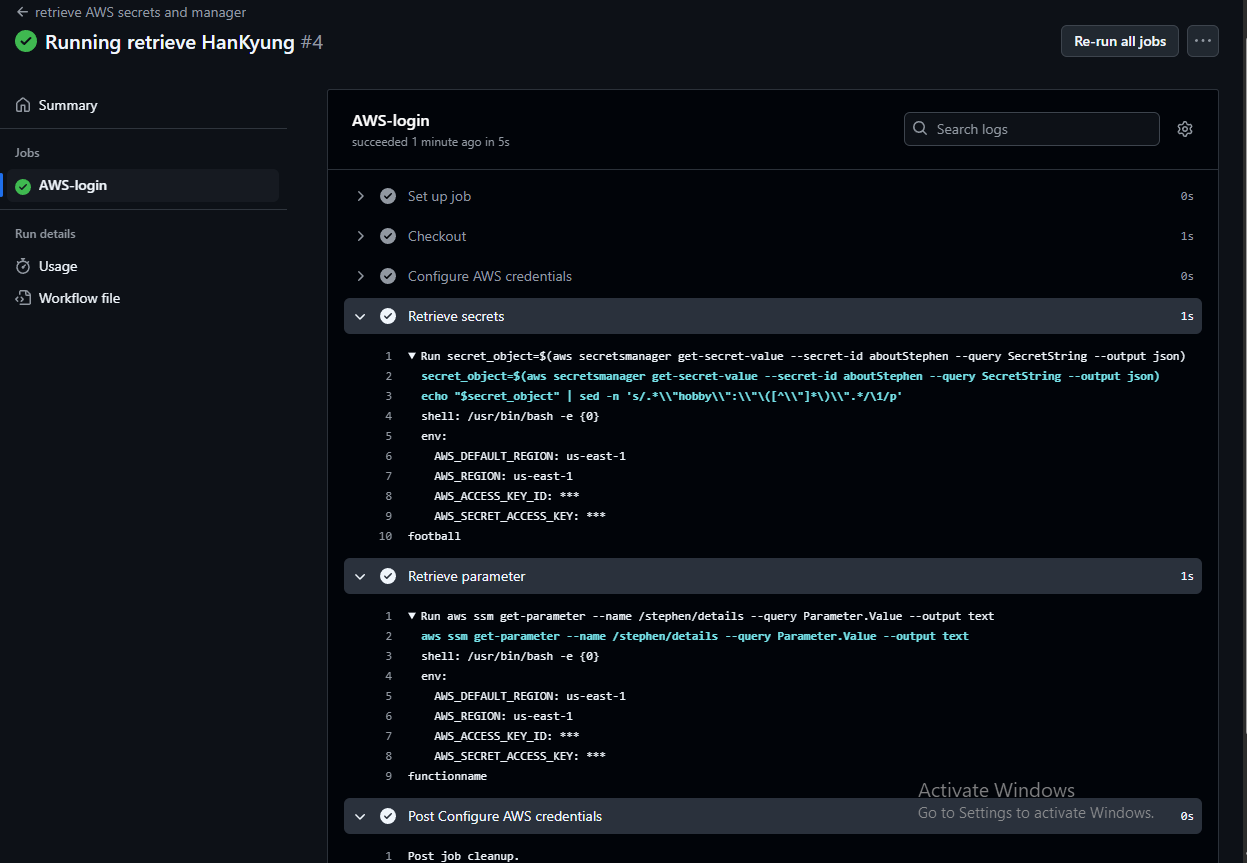 ← retrieve AWS secrets and manager
Running retrieve HanKyung #4
Re-run all jobs
...
Summary
Jobs
AWS-login
Run details
Usage
Workflow file
AWS-login
succeeded 1 minute ago in 5s
Search logs
Set up job 0s
Checkout 1s
Configure AWS credentials 0s
Retrieve secrets 1s
1 ▼ Run secret_object=$(aws secretsmanager get-secret-value --secret-id aboutStephen --query SecretString --output json)
2 secret_object=$(aws secretsmanager get-secret-value --secret-id aboutStephen --query SecretString --output json)
3 echo "$secret_object" | sed -n 's/.*\\"hobby\\":\\"\([^\\"]*\)\\".*/\1/p'
4 shell: /usr/bin/bash -e {0}
5 env:
6 AWS_DEFAULT_REGION: us-east-1
7 AWS_REGION: us-east-1
8 AWS_ACCESS_KEY_ID: ***
9 AWS_SECRET_ACCESS_KEY: ***
10 football
Retrieve parameter 1s
1 ▼ Run aws ssm get-parameter --name /stephen/details --query Parameter.Value --output text
2 aws ssm get-parameter --name /stephen/details --query Parameter.Value --output text
3 shell: /usr/bin/bash -e {0}
4 env:
5 AWS_DEFAULT_REGION: us-east-1
6 AWS_REGION: us-east-1
7 AWS_ACCESS_KEY_ID: ***
8 AWS_SECRET_ACCESS_KEY: ***
9 functionname
Activate Windows
Go to Settings to activate Windows.
Post Configure AWS credentials 0s
1 Post job cleanup.